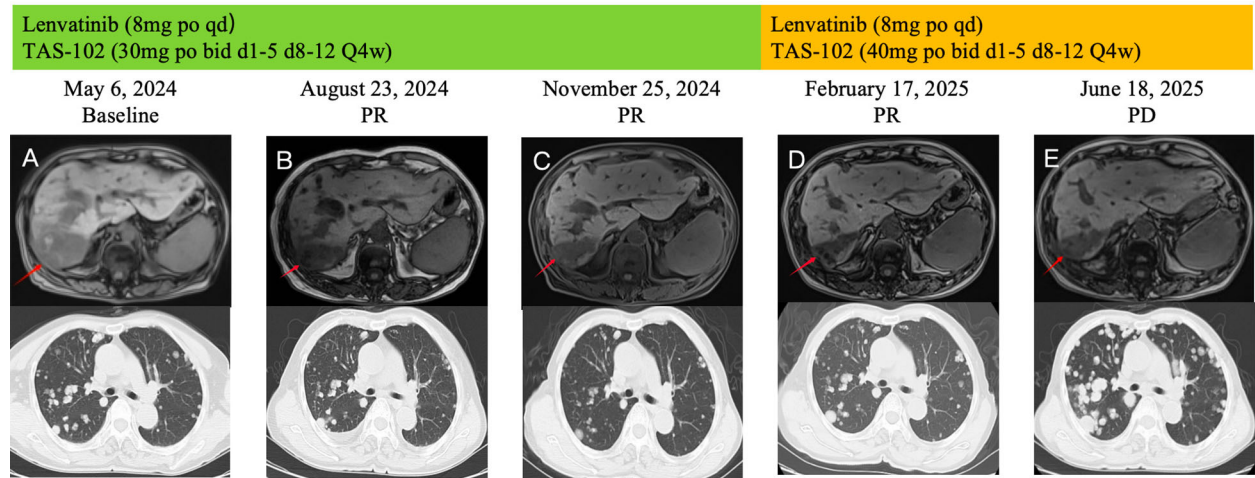 Lenvatinib (8mg po qd)
TAS-102 (30mg po bid d1-5 d8-12 Q4w)
Lenvatinib (8mg po qd)
TAS-102 (40mg po bid d1-5 d8-12 Q4w)
May 6, 2024
Baseline
August 23, 2024
PR
November 25, 2024
PR
February 17, 2025
PR
June 18, 2025
PD
A
B
C
D
E